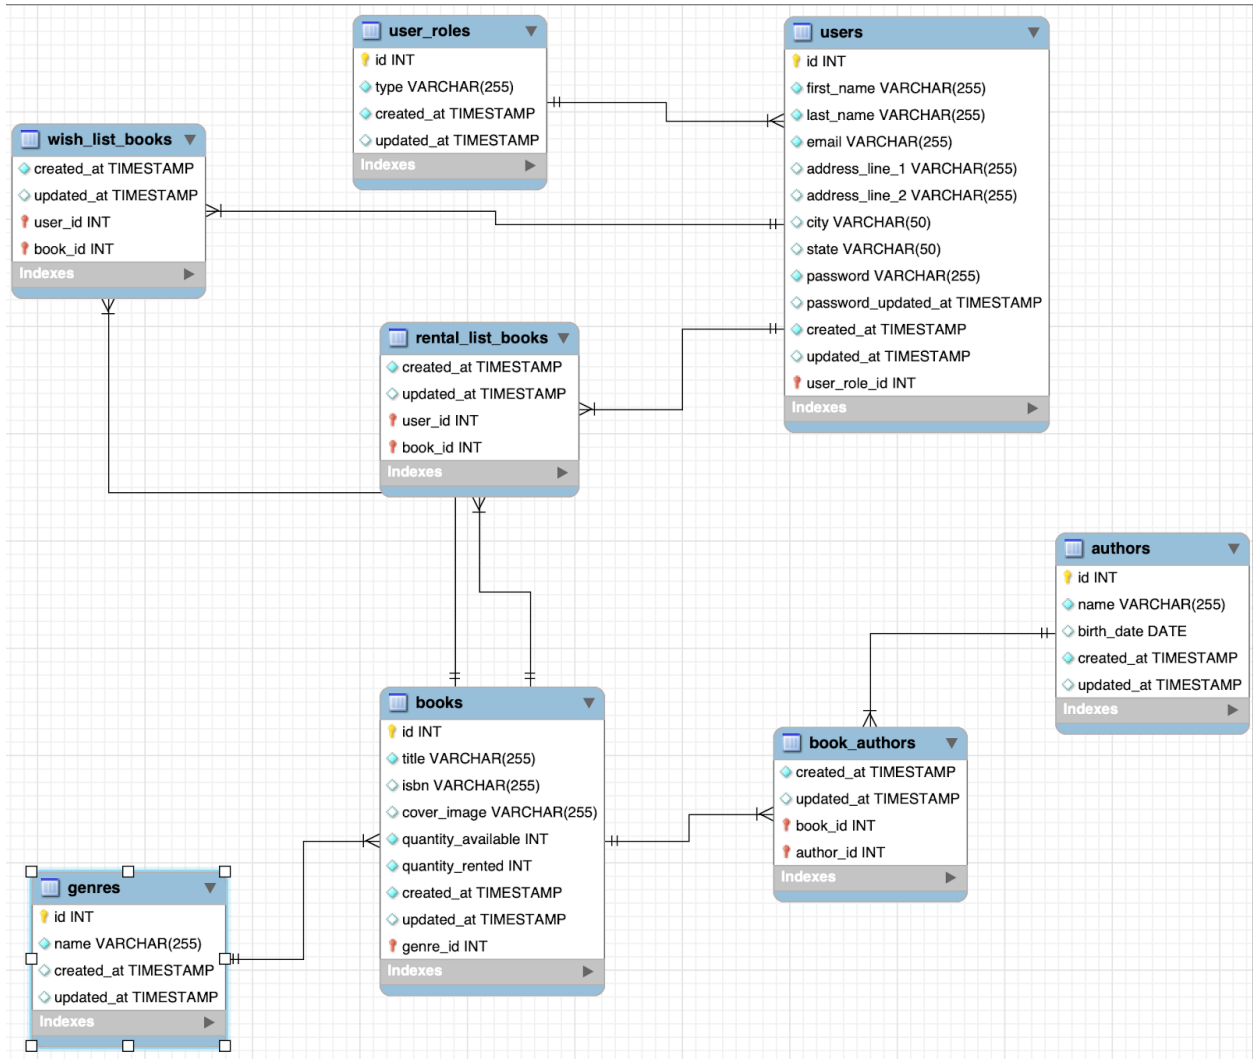 user_roles
id INT
type VARCHAR(255)
created_at TIMESTAMP
updated_at TIMESTAMP
Indexes
users
id INT
first_name VARCHAR(255)
last_name VARCHAR(255)
email VARCHAR(255)
address_line_1 VARCHAR(255)
address_line_2 VARCHAR(255)
city VARCHAR(50)
state VARCHAR(50)
password VARCHAR(255)
password_updated_at TIMESTAMP
created_at TIMESTAMP
updated_at TIMESTAMP
user_role_id INT
Indexes
wish_list_books
created_at TIMESTAMP
updated_at TIMESTAMP
user_id INT
book_id INT
Indexes
rental_list_books
created_at TIMESTAMP
updated_at TIMESTAMP
user_id INT
book_id INT
Indexes
authors
id INT
name VARCHAR(255)
birth_date DATE
created_at TIMESTAMP
updated_at TIMESTAMP
Indexes
books
id INT
title VARCHAR(255)
isbn VARCHAR(255)
cover_image VARCHAR(255)
quantity_available INT
quantity_rented INT
created_at TIMESTAMP
updated_at TIMESTAMP
genre_id INT
Indexes
book_authors
created_at TIMESTAMP
updated_at TIMESTAMP
book_id INT
author_id INT
Indexes
genres
id INT
name VARCHAR(255)
created_at TIMESTAMP
updated_at TIMESTAMP
Indexes